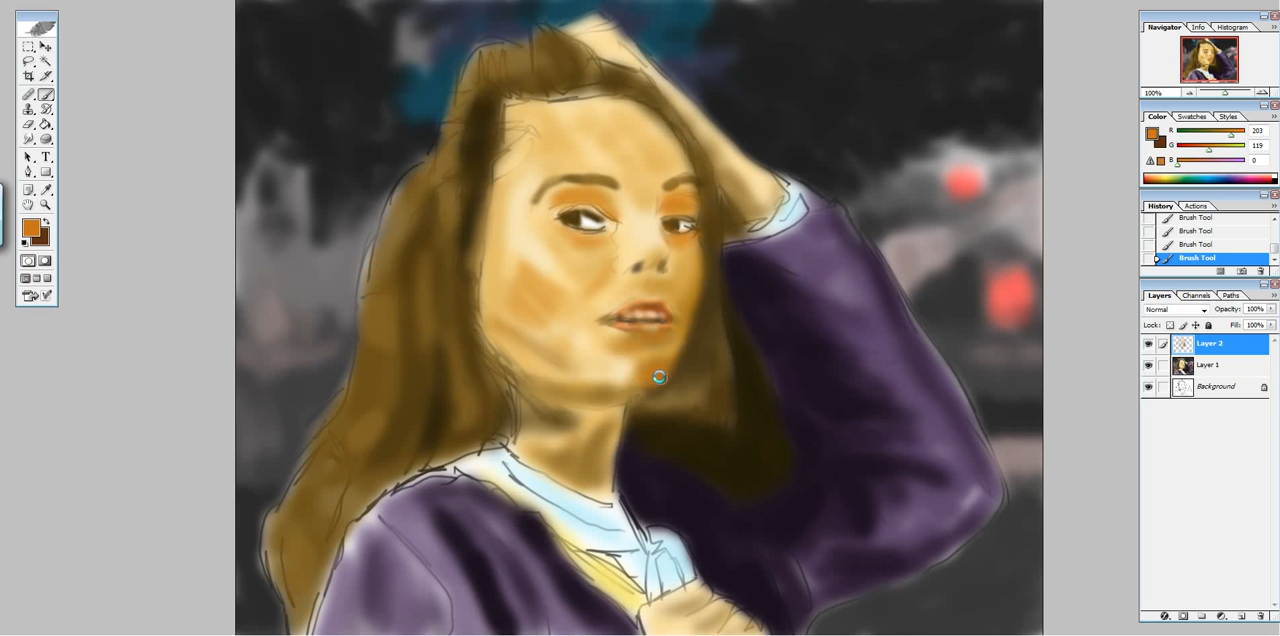 Navigator Info Histogram
100%
Color Swatches Styles
R 203
G 119
B 0
History Actions
Brush Tool
Brush Tool
Brush Tool
Brush Tool
Layers Channels Paths
Normal Opacity: 100%
Lock: Fill: 100%
Layer 2
Layer 1
Background
T